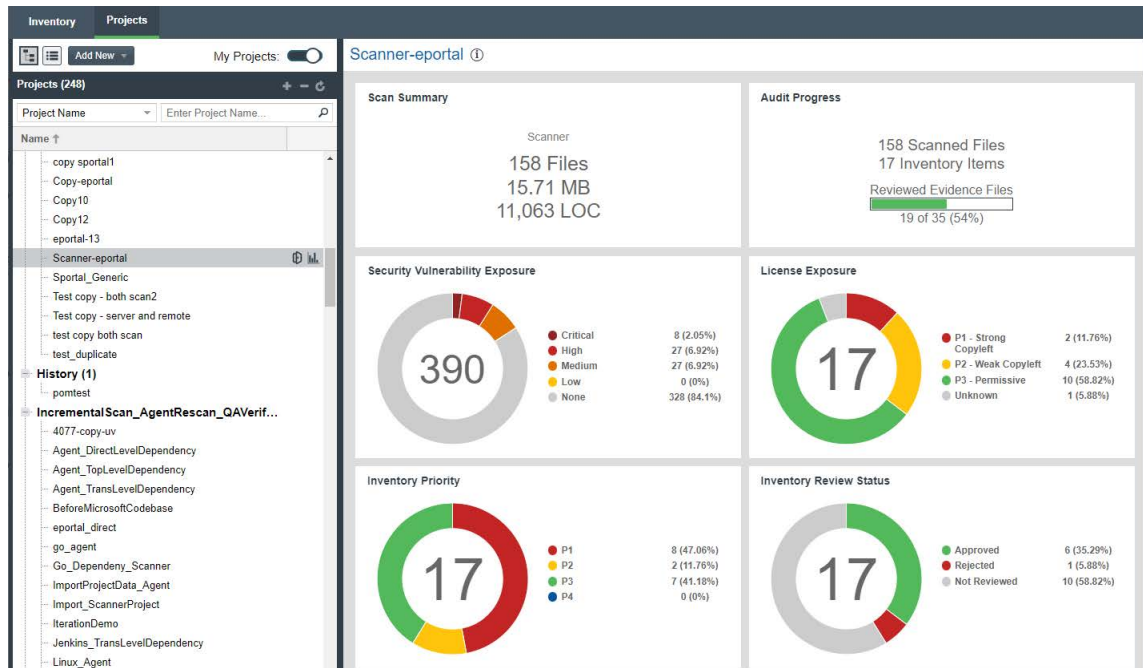 Inventory
Projects
Add New
My Projects:
Projects (248)
Project Name
Enter Project Name...
Name
copy sportal1
Copy-eportal
Copy10
Copy12
eportal-13
Scanner-eportal
Sportal_Generic
Test copy - both scan2
Test copy - server and remote
test copy both scan
test_duplicate
History (1)
pomtest
IncrementalScan_AgentRescan_QAVerif...
4077-copy-uv
Agent_DirectLevelDependency
Agent_TopLevelDependency
Agent_TransLevelDependency
BeforeMicrosoftCodebase
eportal_direct
go_agent
Go_Dependeny_Scanner
ImportProjectData_Agent
Import_ScannerProject
IterationDemo
Jenkins_TransLevelDependency
Linux_Agent
Scanner-eportal
Scan Summary
Scanner
158 Files
15.71 MB
11,063 LOC
Audit Progress
158 Scanned Files
17 Inventory Items
Reviewed Evidence Files
19 of 35 (54%)
Security Vulnerability Exposure
390
Critical 8 (2.05%)
High 27 (6.92%)
Medium 27 (6.92%)
Low 0 (0%)
None 328 (84.1%)
License Exposure
17
P1 - Strong 2 (11.76%)
Copyleft
P2 - Weak Copyleft 4 (23.53%)
P3 - Permissive 10 (58.82%)
Unknown 1 (5.88%)
Inventory Priority
17
P1 8 (47.06%)
P2 2 (11.76%)
P3 7 (41.18%)
P4 0 (0%)
Inventory Review Status
17
Approved 6 (35.29%)
Rejected 1 (5.88%)
Not Reviewed 10 (58.82%)